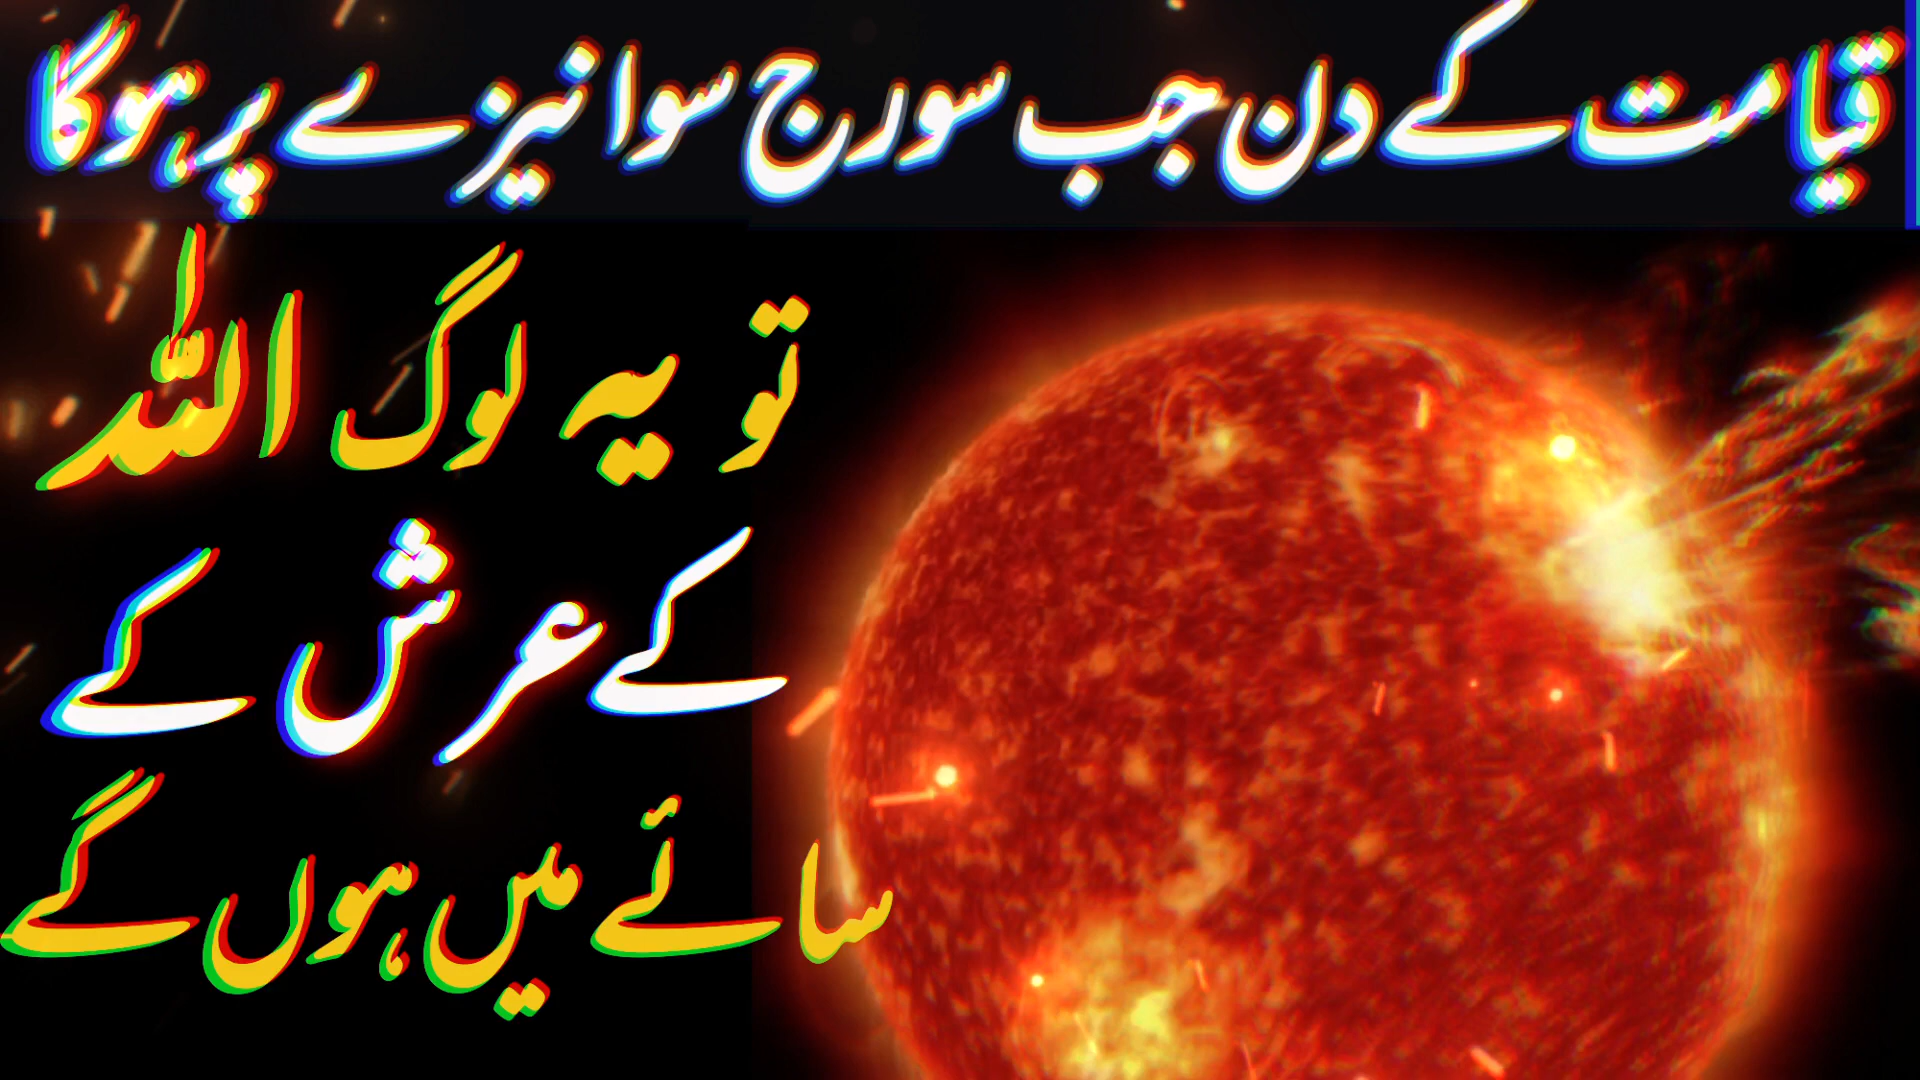 قیامت کے دن جب سورج سوا نیزے پر ہوگا
تو یہ لوگ اللہ
کے عرش کے
سائے میں ہوں گے